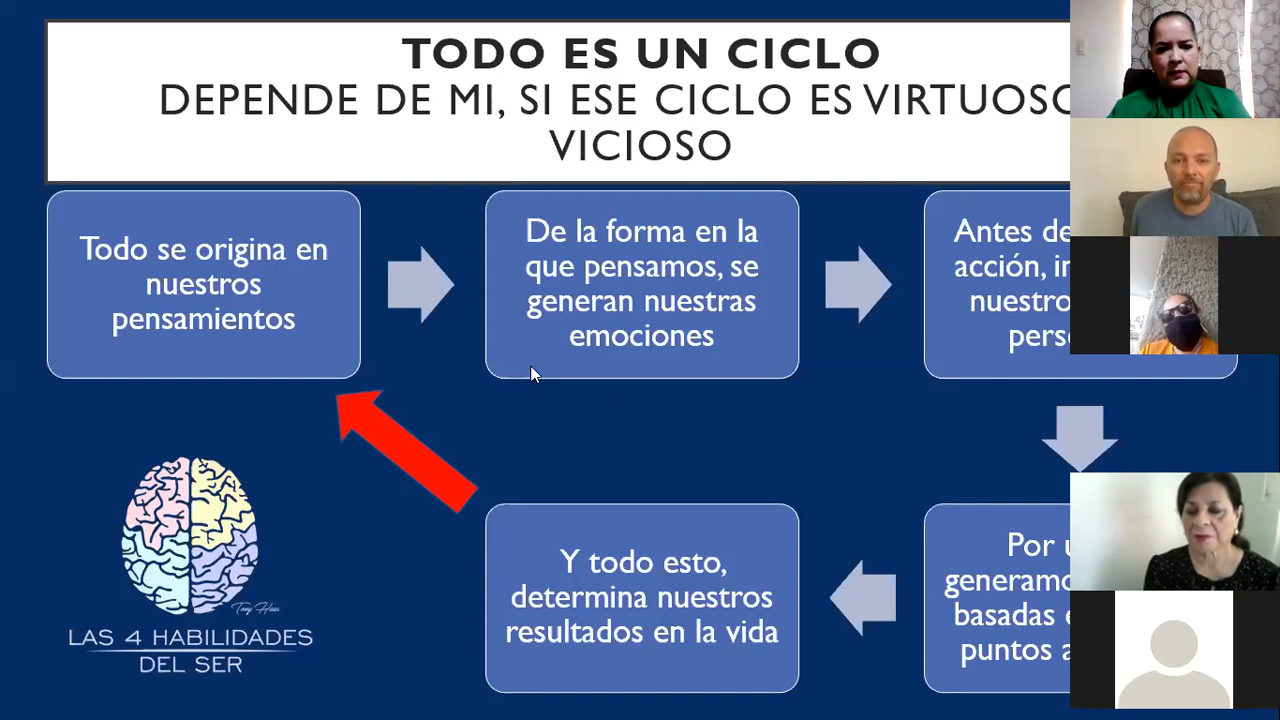 TODO ES UN CICLO
DEPENDE DE MI, SI ESE CICLO ES VIRTUOSO
VICIOSO
Todo se origina en
nuestros
pensamientos
De la forma en la
que pensamos, se
generan nuestras
emociones
Antes de
acción,
nuestro
Y todo esto,
determina nuestros
resultados en la vida
Por
basadas
puntos
LAS 4 HABILIDADES
DEL SER